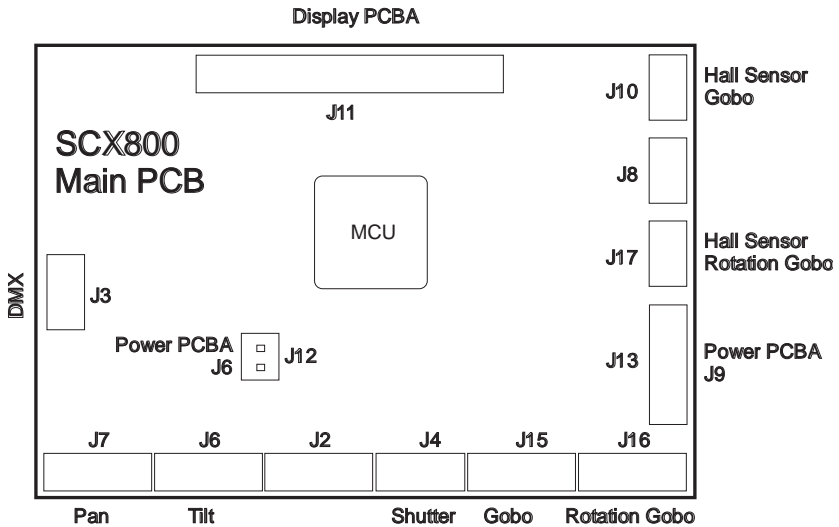 Display PCBA
J11
SCX800
Main PCB
MCU
J10
Hall Sensor
Gobo
J8
J17
Hall Sensor
Rotation Gobo
DMX
J3
Power PCBA
J6
J12
J13
Power PCBA
J9
J7
J6
J2
J4
J15
J16
Pan
Tilt
Shutter
Gobo
Rotation Gobo